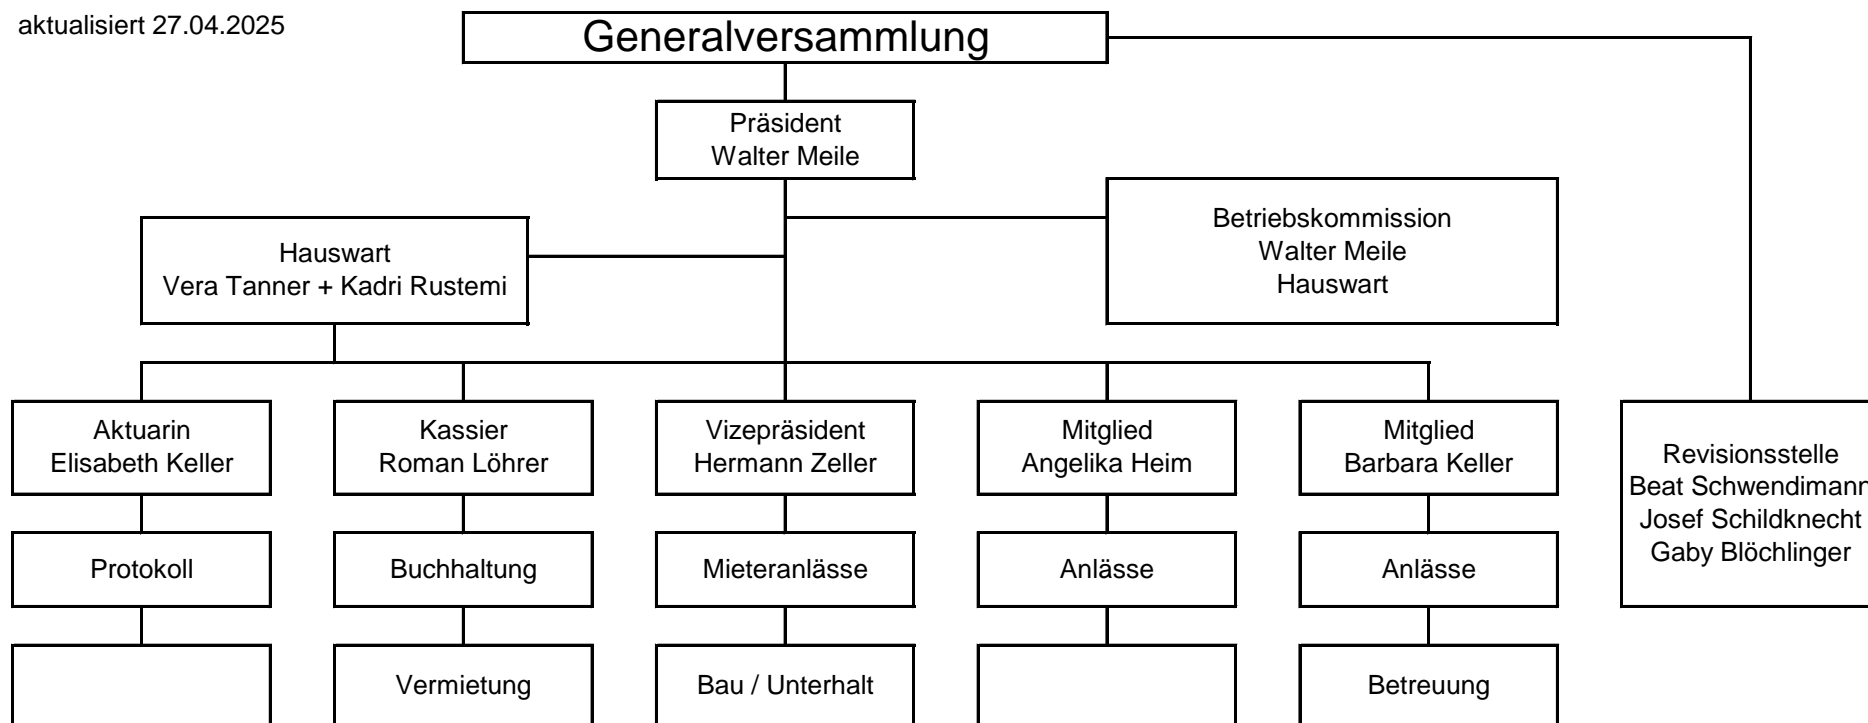 aktualisiert 27.04.2025
Generalversammlung
Präsident
Walter Meile
Betriebskommission
Walter Meile
Hauswart
Hauswart
Vera Tanner + Kadri Rustemi
Aktuarin
Elisabeth Keller
Kassier
Roman Löhrer
Vizepräsident
Hermann Zeller
Mitglied
Angelika Heim
Mitglied
Barbara Keller
Revisionsstelle
Beat Schwendimann
Josef Schildknecht
Gaby Blöchlinger
Protokoll
Buchhaltung
Mieteranlässe
Anlässe
Anlässe
Vermietung
Bau / Unterhalt
Betreuung